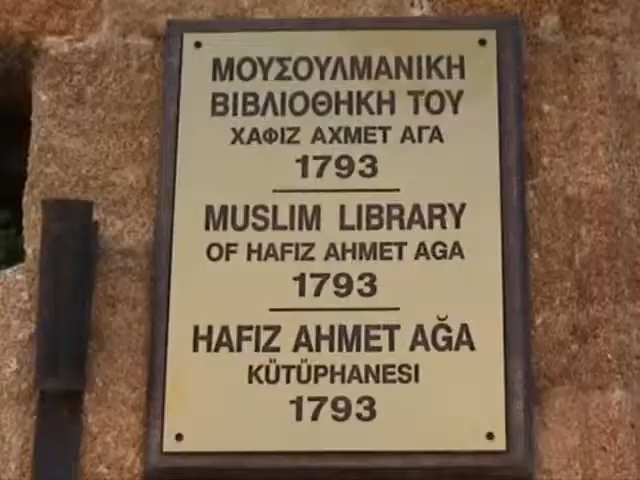 ΜΟΥΣΟΥΛΜΑΝΙΚΗ
ΒΙΒΛΙΟΘΗΚΗ ΤΟΥ
ΧΑΦΙΖ ΑΧΜΕΤ ΑΓΑ
1793
MUSLIM LIBRARY
OF HAFIZ AHMET AGA
1793
HAFIZ AHMET AĞA
KÜTÜPHANESI
1793